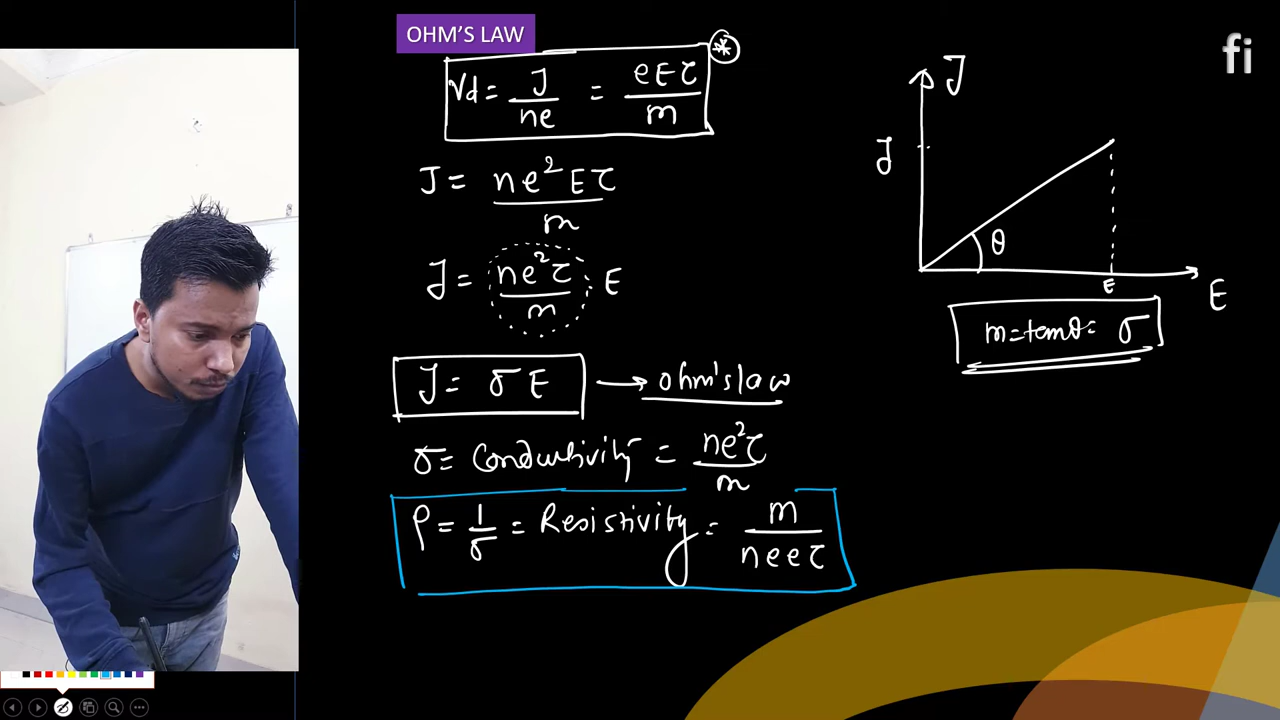 OHM'S LAW
fi
Vd = J/ne = eEτ/m *
J = ne²Eτ/m
J = ne²τ/m E
J = σ E → ohm's law
σ = Conductivity = ne²τ/m
ρ = 1/σ = Resistivity = m/neeτ
J
J
θ
E
E
m = tanθ = σ